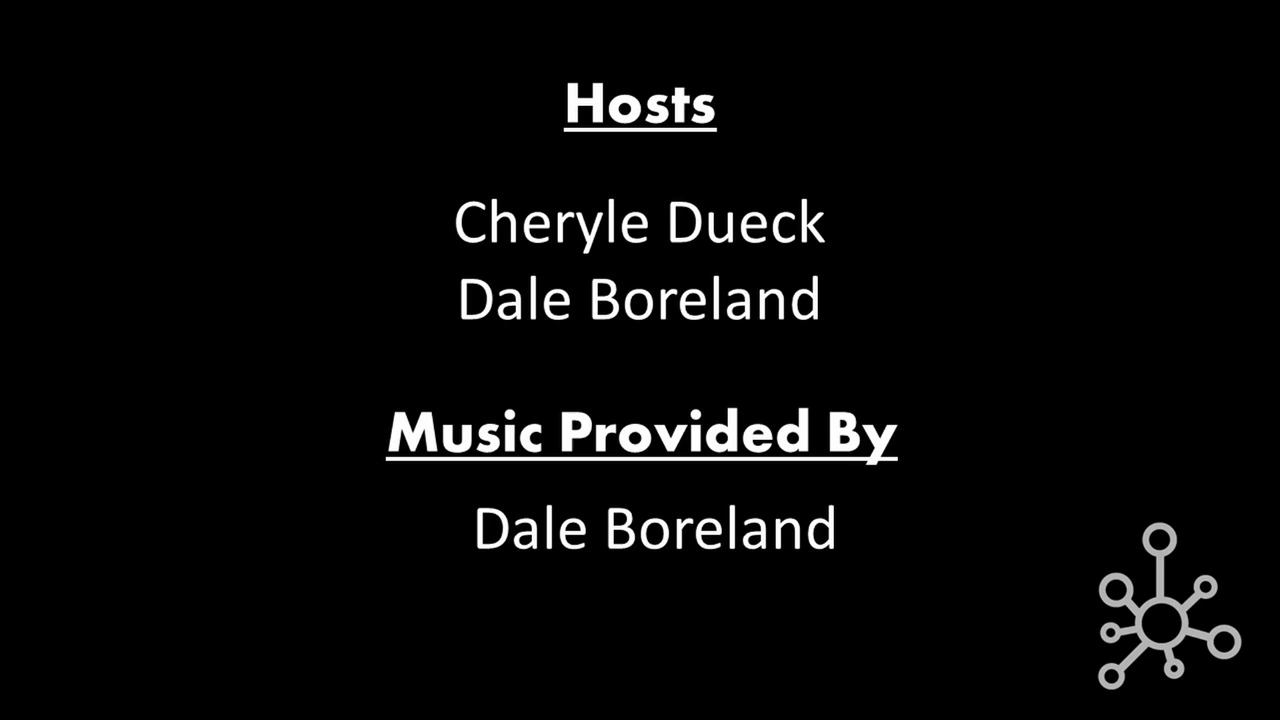 Hosts
Cheryle Dueck
Dale Boreland
Music Provided By
Dale Boreland